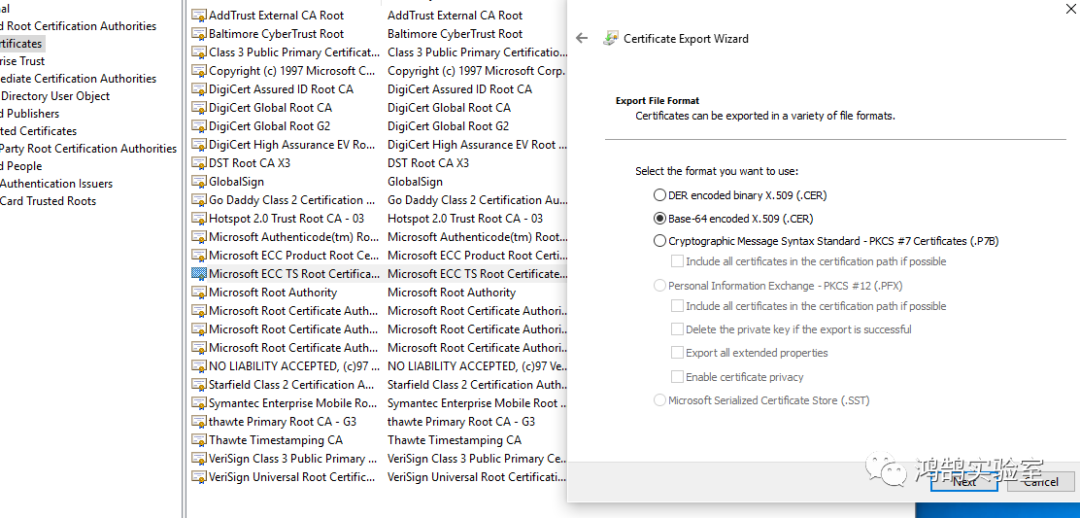 al
d Root Certification Authorities
rtificates
rise Trust
ediate Certification Authorities
Directory User Object
d Publishers
ted Certificates
Party Root Certification Authorities
d People
Authentication Issuers
Card Trusted Roots
AddTrust External CA Root AddTrust External CA Root
Baltimore CyberTrust Root Baltimore CyberTrust Root
Class 3 Public Primary Certificat... Class 3 Public Primary Certificatio...
Copyright (c) 1997 Microsoft C... Copyright (c) 1997 Microsoft Corp.
DigiCert Assured ID Root CA DigiCert Assured ID Root CA
DigiCert Global Root CA DigiCert Global Root CA
DigiCert Global Root G2 DigiCert Global Root G2
DigiCert High Assurance EV Ro... DigiCert High Assurance EV Root ...
DST Root CA X3 DST Root CA X3
GlobalSign GlobalSign
Go Daddy Class 2 Certification ... Go Daddy Class 2 Certification Au...
Hotspot 2.0 Trust Root CA - 03 Hotspot 2.0 Trust Root CA - 03
Microsoft Authenticode(tm) Ro... Microsoft Authenticode(tm) Root...
Microsoft ECC Product Root Ce... Microsoft ECC Product Root Certi...
Microsoft ECC TS Root Certifica... Microsoft ECC TS Root Certificate...
Microsoft Root Authority Microsoft Root Authority
Microsoft Root Certificate Auth... Microsoft Root Certificate Authori...
Microsoft Root Certificate Auth... Microsoft Root Certificate Authori...
Microsoft Root Certificate Auth... Microsoft Root Certificate Authori...
NO LIABILITY ACCEPTED, (c)97 ... NO LIABILITY ACCEPTED, (c)97 Ve...
Starfield Class 2 Certification A... Starfield Class 2 Certification Auth...
Symantec Enterprise Mobile Ro... Symantec Enterprise Mobile Root ...
thawte Primary Root CA - G3 thawte Primary Root CA - G3
Thawte Timestamping CA Thawte Timestamping CA
VeriSign Class 3 Public Primary ... VeriSign Class 3 Public Primary Ce...
VeriSign Universal Root Certific... VeriSign Universal Root Certificati...
Certificate Export Wizard
Export File Format
Certificates can be exported in a variety of file formats.
Select the format you want to use:
DER encoded binary X.509 (.CER)
Base-64 encoded X.509 (.CER)
Cryptographic Message Syntax Standard - PKCS #7 Certificates (.P7B)
Include all certificates in the certification path if possible
Personal Information Exchange - PKCS #12 (.PFX)
Include all certificates in the certification path if possible
Delete the private key if the export is successful
Export all extended properties
Enable certificate privacy
Microsoft Serialized Certificate Store (.SST)
鸿鹄实验室
Next Cancel